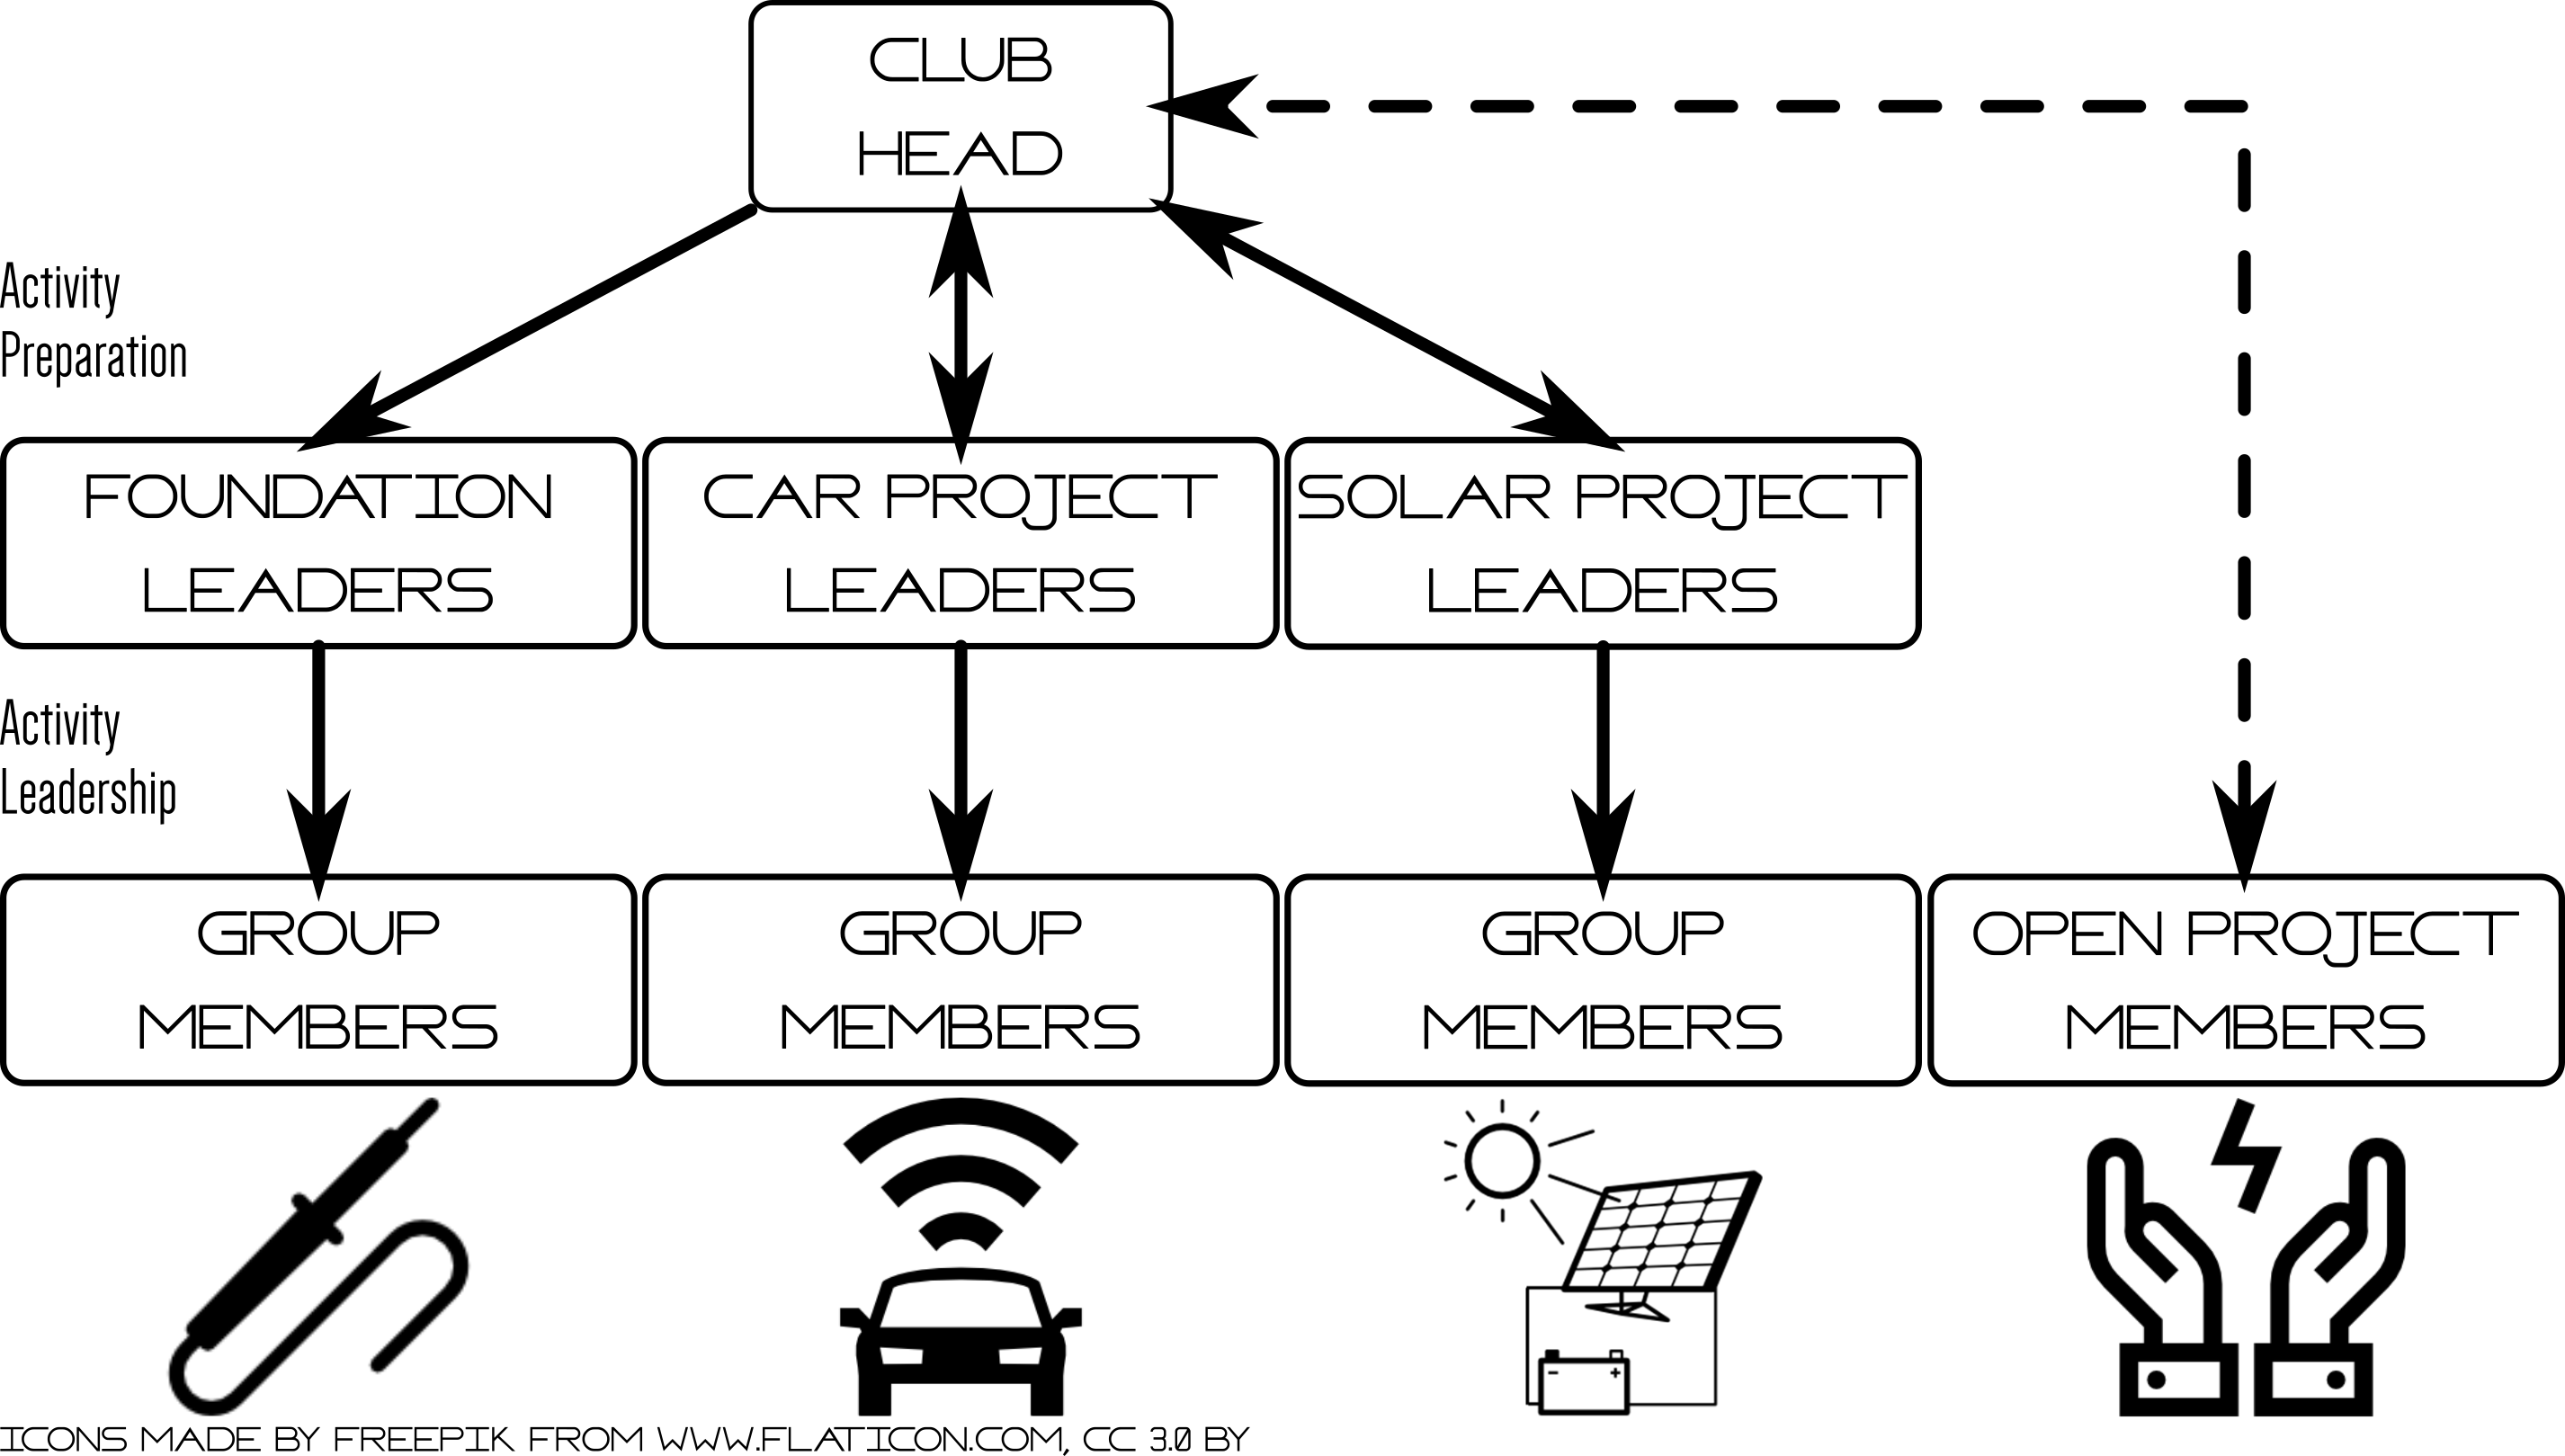 CLUB
HEAD
Activity
Preparation
FOUNDATION
LEADERS
CAR PROJECT
LEADERS
SOLAR PROJECT
LEADERS
Activity
Leadership
GROUP
MEMBERS
GROUP
MEMBERS
GROUP
MEMBERS
OPEN PROJECT
MEMBERS
- +
ICONS MADE BY FREEPIK FROM WWW.FLATICON.COM, CC 3.0 BY